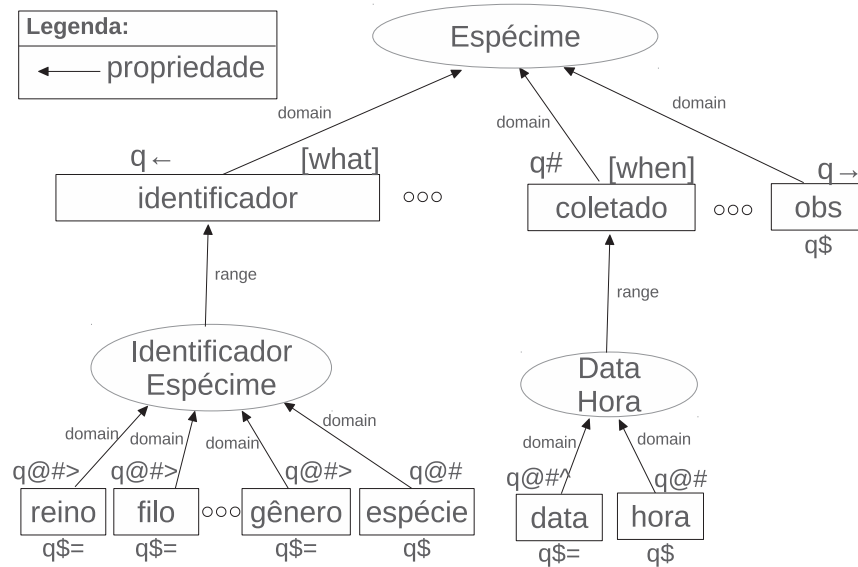 Legenda:
propriedade
Espécime
domain
domain
domain
q← [what]
q# [when]
q→
identificador
ooo
coletado
ooo
obs
q$
range
range
Identificador
Espécime
Data
Hora
domain
domain
domain
domain
domain
domain
q@#>
q@#>
q@#>
q@#
q@#^
q@#
reino
filo
ooo
gênero
espécie
data
hora
q$=
q$=
q$=
q$
q$=
q$